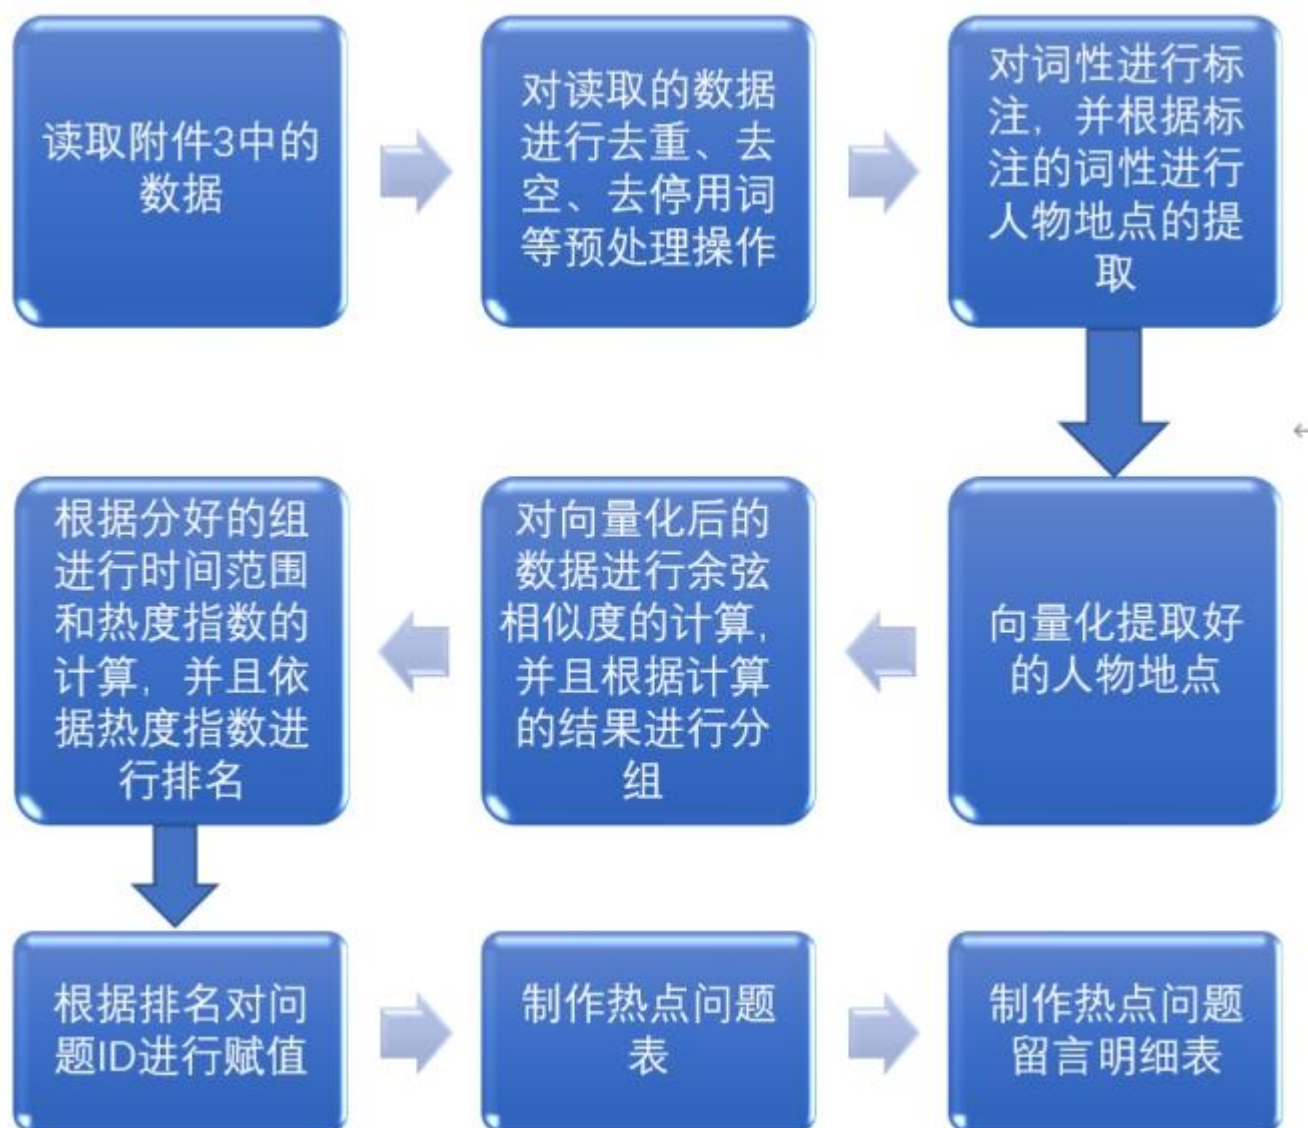 读取附件3中的
数据
对读取的数据
进行去重、去
空、去停用词
等预处理操作
对词性进行标
注，并根据标
注的词性进行
人物地点的提
取
向量化提取好
的人物地点
对向量化后的
数据进行余弦
相似度的计算，
并且根据计算
的结果进行分
组
根据分好的组
进行时间范围
和热度指数的
计算，并且依
据热度指数进
行排名
根据排名对问
题ID进行赋值
制作热点问题
表
制作热点问题
留言明细表